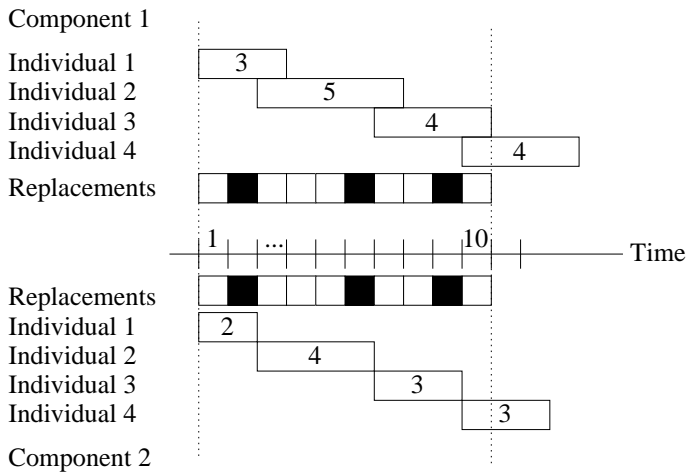 Component 1
Individual 1 3
Individual 2 5
Individual 3 4
Individual 4 4
Replacements
1 ... 10 Time
Replacements
Individual 1 2
Individual 2 4
Individual 3 3
Individual 4 3
Component 2